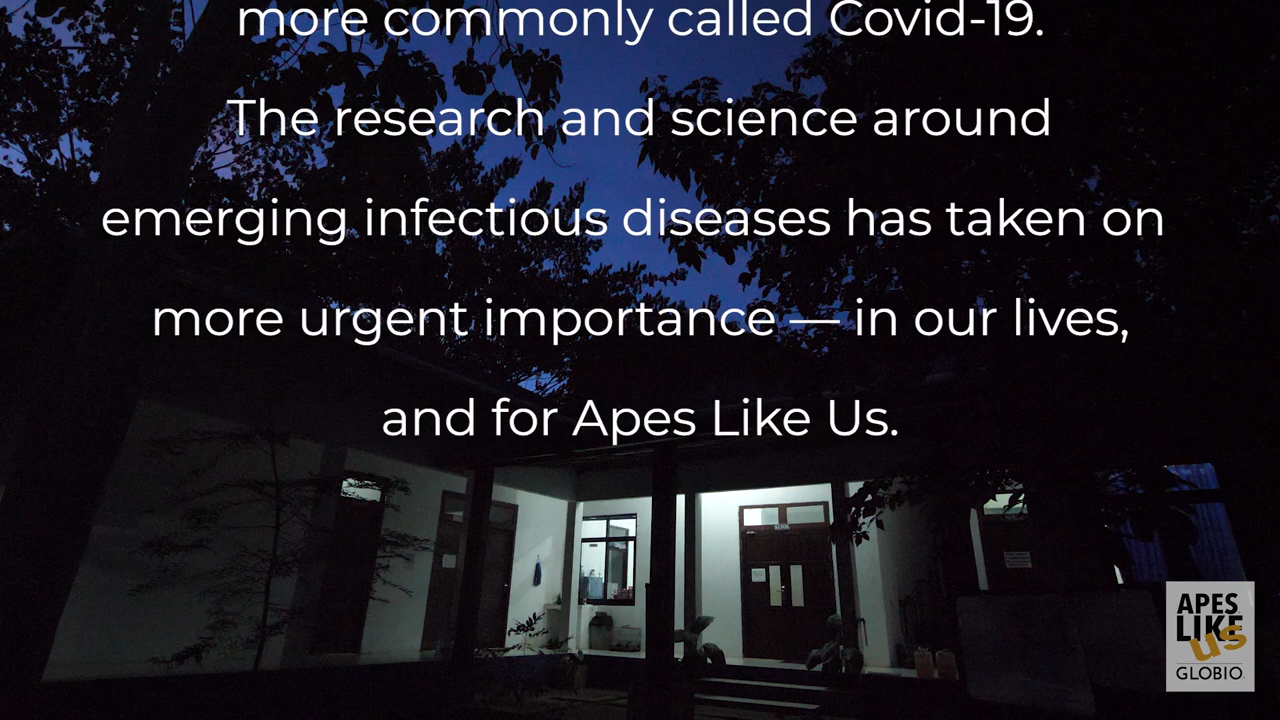 more commonly called Covid-19.
The research and science around
emerging infectious diseases has taken on
more urgent importance — in our lives,
and for Apes Like Us.
APES
LIKE
us
GLOBIO